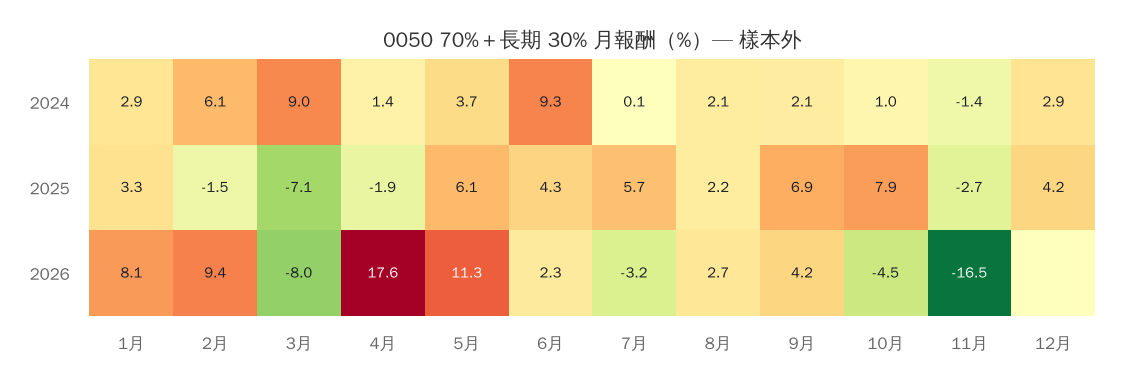 0050 70%＋長期 30% 月報酬（%）— 樣本外
2024 2.9 6.1 9.0 1.4 3.7 9.3 0.1 2.1 2.1 1.0 -1.4 2.9
2025 3.3 -1.5 -7.1 -1.9 6.1 4.3 5.7 2.2 6.9 7.9 -2.7 4.2
2026 8.1 9.4 -8.0 17.6 11.3 2.3 -3.2 2.7 4.2 -4.5 -16.5
1月 2月 3月 4月 5月 6月 7月 8月 9月 10月 11月 12月